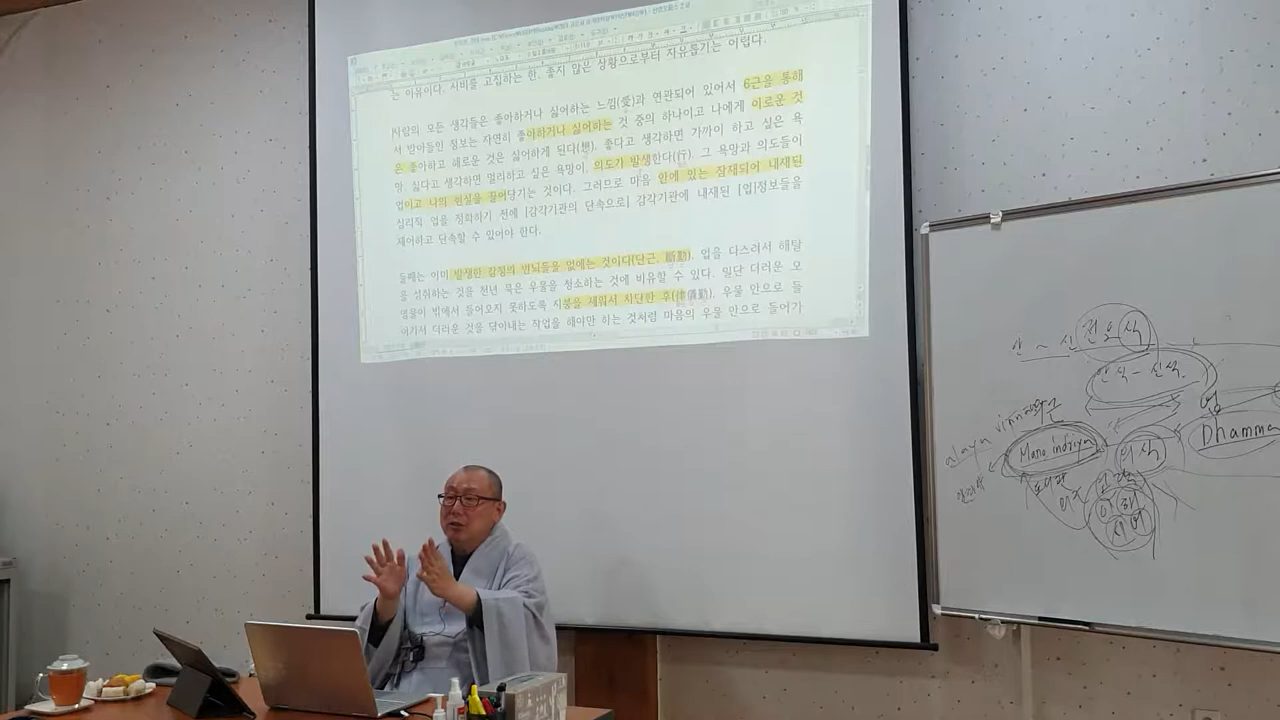 는 이유이다. 시비를 고집하는 한, 좋지 않은 상황으로부터 자유롭기는 어렵다.
사람의 모든 생각들은 좋아하거나 싫어하는 느낌(愛)과 연관되어 있어서 6근을 통해
서 받아들인 정보는 자연히 좋아하거나 싫어하는 것 중의 하나이고 나에게 이로운 것
은 좋아하고 해로운 것은 싫어하게 된다(想). 좋다고 생각하면 가까이 하고 싶은 욕
망, 싫다고 생각하면 멀리하고 싶은 욕망이 의도가 발생한다(行). 그 욕망과 의도들이
업이고 나의 현실을 끌어당기는 것이다. 그러므로 마음 안에 있는 잠재되어 내재된
심리적 업을 정화하기 전에 [감각기관의 단속으로] 감각기관에 내재된 [업]정보들을
제어하고 단속할 수 있어야 한다.
둘째는 이미 발생한 감정의 번뇌들을 없애는 것이다(단근, 斷勤). 업을 다스려서 해탈
를 성취하는 것을 천년 묵은 우물을 청소하는 것에 비유할 수 있다. 일단 더러운 오
염물이 밖에서 들어오지 못하도록 지붕을 세워서 차단한 후(律儀勤), 우물 안으로 들
어가서 더러운 것을 닦아내는 작업을 해야만 하는 것처럼 마음의 우물 안으로 들어가
안 ~ 신 전오식
안식 - 신식
법
alaya
Dhamma
Mano indriya
의식